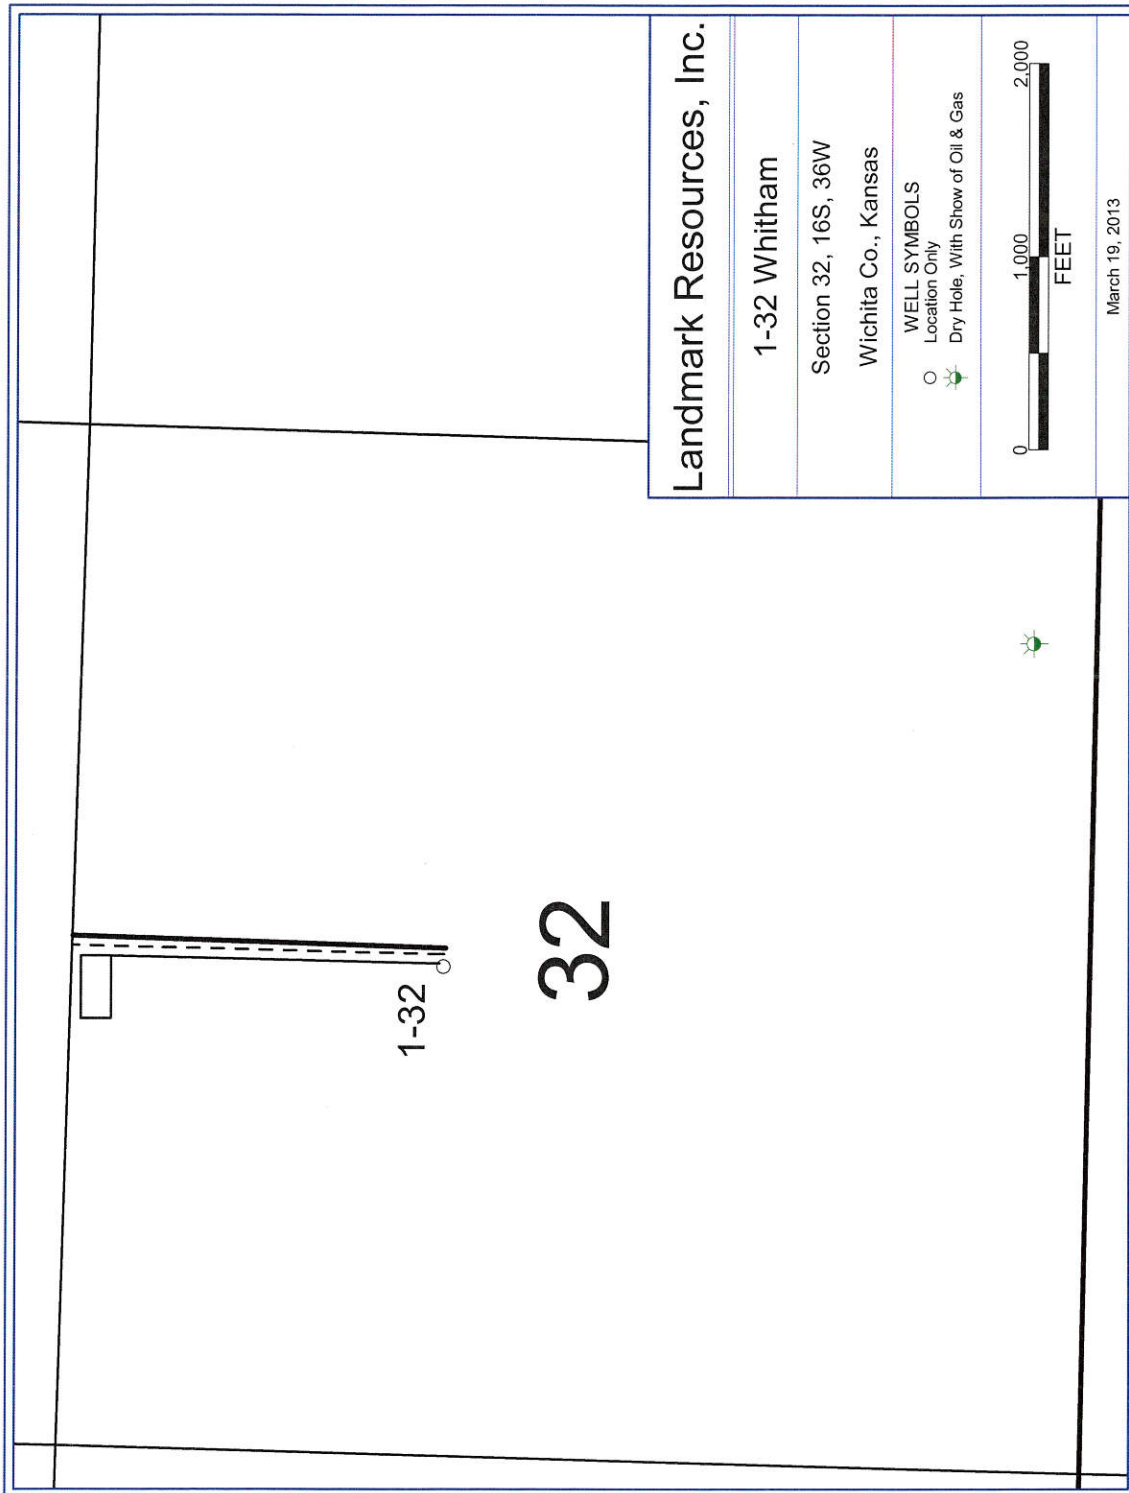 1-32
32
Landmark Resources, Inc.
1-32 Whitham
Section 32, 16S, 36W
Wichita Co., Kansas
WELL SYMBOLS
Location Only
Dry Hole, With Show of Oil & Gas
0 1,000 2,000
FEET
March 19, 2013